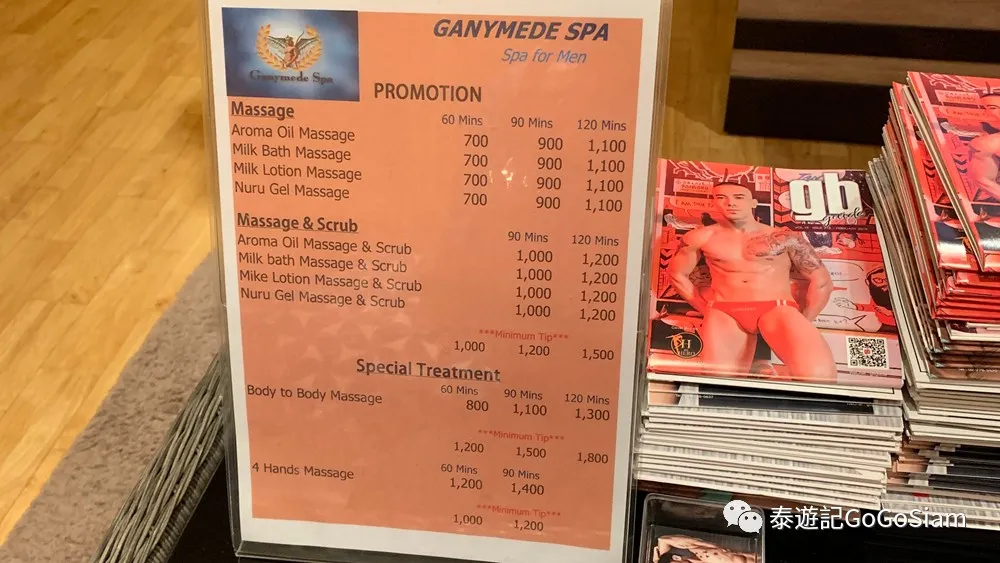 GANYMEDE SPA
Spa for Men
Ganymede Spa
PROMOTION
Massage 60 Mins 90 Mins 120 Mins
Aroma Oil Massage 700 900 1,100
Milk Bath Massage 700 900 1,100
Milk Lotion Massage 700 900 1,100
Nuru Gel Massage 700 900 1,100
Massage & Scrub 90 Mins 120 Mins
Aroma Oil Massage & Scrub 1,000 1,200
Milk bath Massage & Scrub 1,000 1,200
Mike Lotion Massage & Scrub 1,000 1,200
Nuru Gel Massage & Scrub 1,000 1,200
***Minimum Tip***
1,000 1,200 1,500
Special Treatment
60 Mins 90 Mins 120 Mins
Body to Body Massage 800 1,100 1,300
***Minimum Tip***
1,200 1,500 1,800
4 Hands Massage 60 Mins 90 Mins
1,200 1,400
***Minimum Tip***
1,000 1,200
gb
HERO
泰遊記GoGoSiam